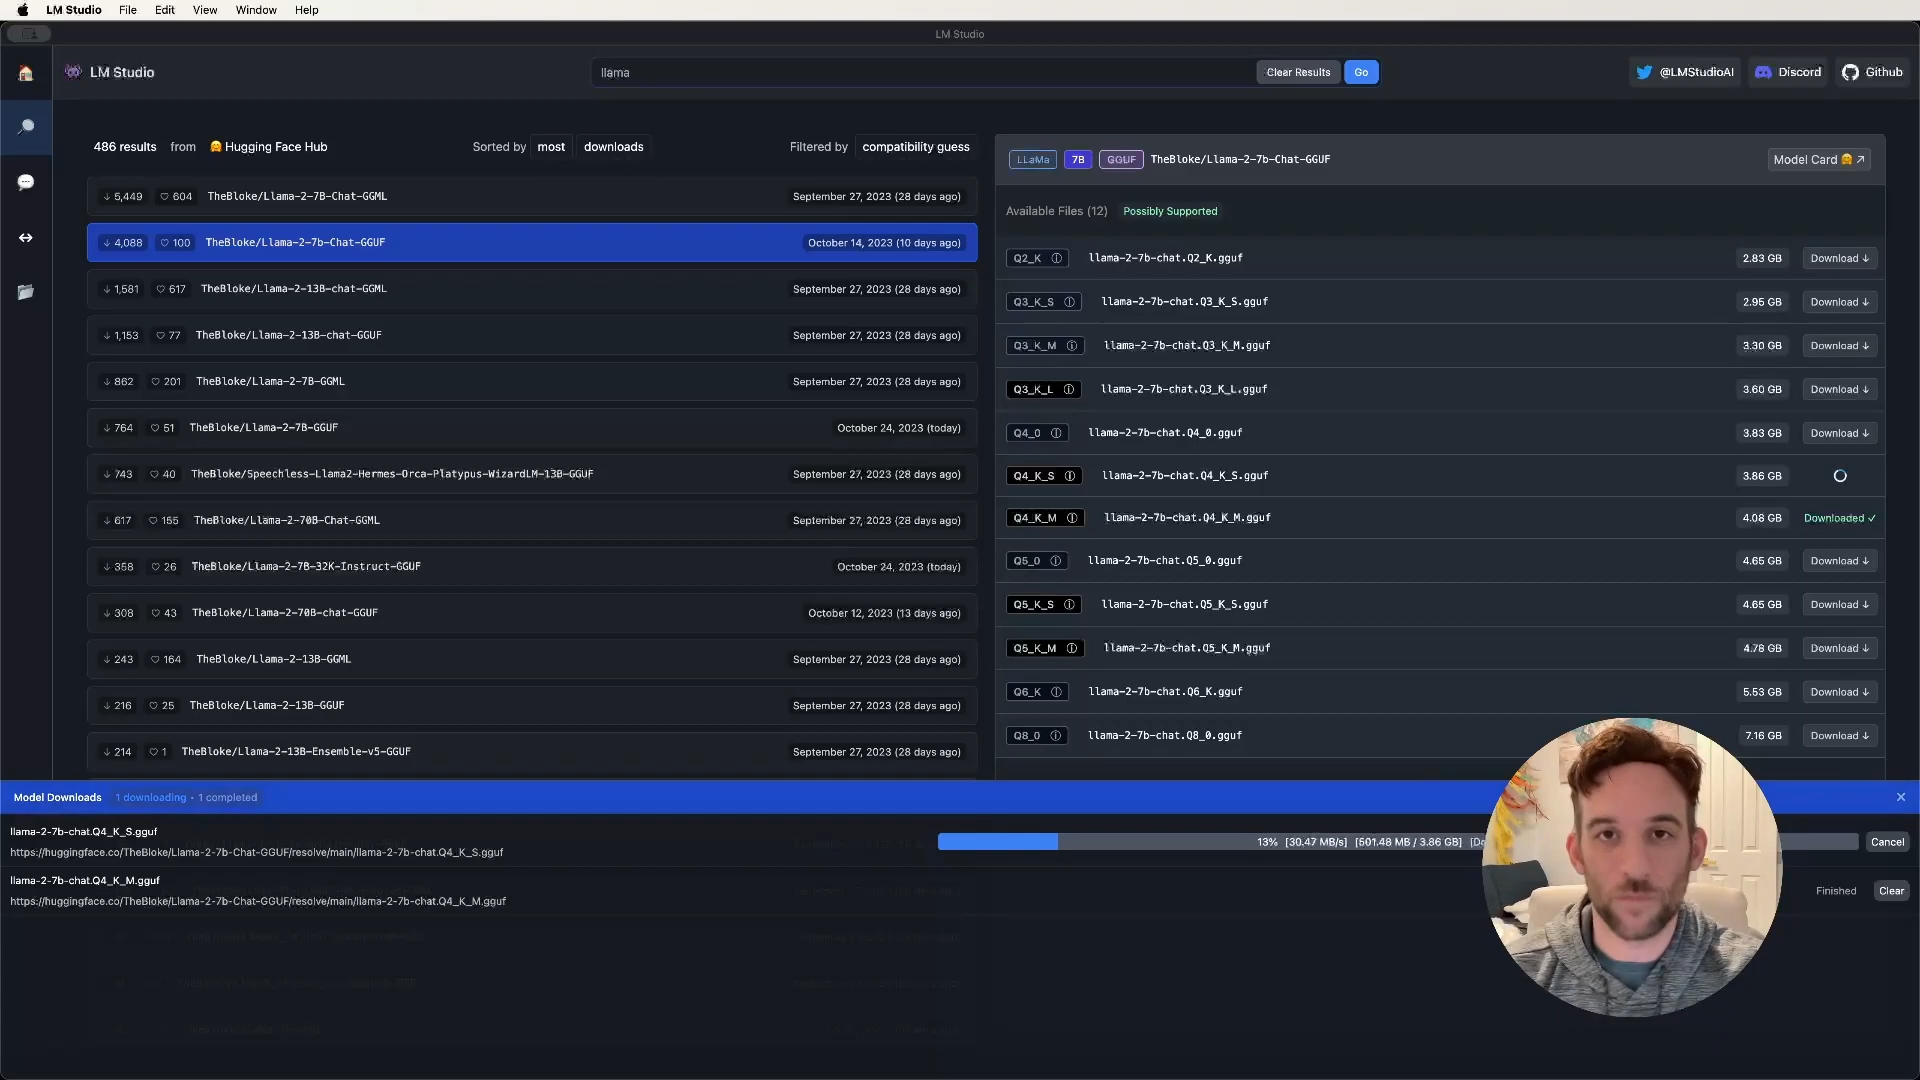 LM Studio File Edit View Window Help
LM Studio
LM Studio
llama
Clear Results
Go
@LMStudioAI
Discord
Github
486 results from Hugging Face Hub
Sorted by most downloads
Filtered by compatibility guess
5,449 604 TheBloke/Llama-2-7B-Chat-GGML September 27, 2023 (28 days ago)
4,088 100 TheBloke/Llama-2-7b-Chat-GGUF October 14, 2023 (10 days ago)
1,581 617 TheBloke/Llama-2-13B-chat-GGML September 27, 2023 (28 days ago)
1,153 77 TheBloke/Llama-2-13B-chat-GGUF September 27, 2023 (28 days ago)
862 201 TheBloke/Llama-2-7B-GGML September 27, 2023 (28 days ago)
764 51 TheBloke/Llama-2-7B-GGUF October 24, 2023 (today)
743 40 TheBloke/Speechless-Llama2-Hermes-Orca-Platypus-WizardLM-13B-GGUF September 27, 2023 (28 days ago)
617 155 TheBloke/Llama-2-70B-Chat-GGML September 27, 2023 (28 days ago)
358 26 TheBloke/Llama-2-7B-32K-Instruct-GGUF October 24, 2023 (today)
308 43 TheBloke/Llama-2-70B-chat-GGUF October 12, 2023 (13 days ago)
243 164 TheBloke/Llama-2-13B-GGML September 27, 2023 (28 days ago)
216 25 TheBloke/Llama-2-13B-GGUF September 27, 2023 (28 days ago)
214 1 TheBloke/Llama-2-13B-Ensemble-v5-GGUF September 27, 2023 (28 days ago)
LLaMa 7B GGUF TheBloke/Llama-2-7b-Chat-GGUF Model Card
Available Files (12) Possibly Supported
Q2_K llama-2-7b-chat.Q2_K.gguf 2.83 GB Download ↓
Q3_K_S llama-2-7b-chat.Q3_K_S.gguf 2.95 GB Download ↓
Q3_K_M llama-2-7b-chat.Q3_K_M.gguf 3.30 GB Download ↓
Q3_K_L llama-2-7b-chat.Q3_K_L.gguf 3.60 GB Download ↓
Q4_0 llama-2-7b-chat.Q4_0.gguf 3.83 GB Download ↓
Q4_K_S llama-2-7b-chat.Q4_K_S.gguf 3.86 GB
Q4_K_M llama-2-7b-chat.Q4_K_M.gguf 4.08 GB Downloaded ✓
Q5_0 llama-2-7b-chat.Q5_0.gguf 4.65 GB Download ↓
Q5_K_S llama-2-7b-chat.Q5_K_S.gguf 4.65 GB Download ↓
Q5_K_M llama-2-7b-chat.Q5_K_M.gguf 4.78 GB Download ↓
Q6_K llama-2-7b-chat.Q6_K.gguf 5.53 GB Download ↓
Q8_0 llama-2-7b-chat.Q8_0.gguf 7.16 GB Download ↓
Model Downloads 1 downloading • 1 completed
llama-2-7b-chat.Q4_K_S.gguf
https://huggingface.co/TheBloke/Llama-2-7b-Chat-GGUF/resolve/main/llama-2-7b-chat.Q4_K_S.gguf
13% [30.47 MB/s] [501.48 MB / 3.86 GB] Cancel
llama-2-7b-chat.Q4_K_M.gguf
https://huggingface.co/TheBloke/Llama-2-7b-Chat-GGUF/resolve/main/llama-2-7b-chat.Q4_K_M.gguf
Finished Clear